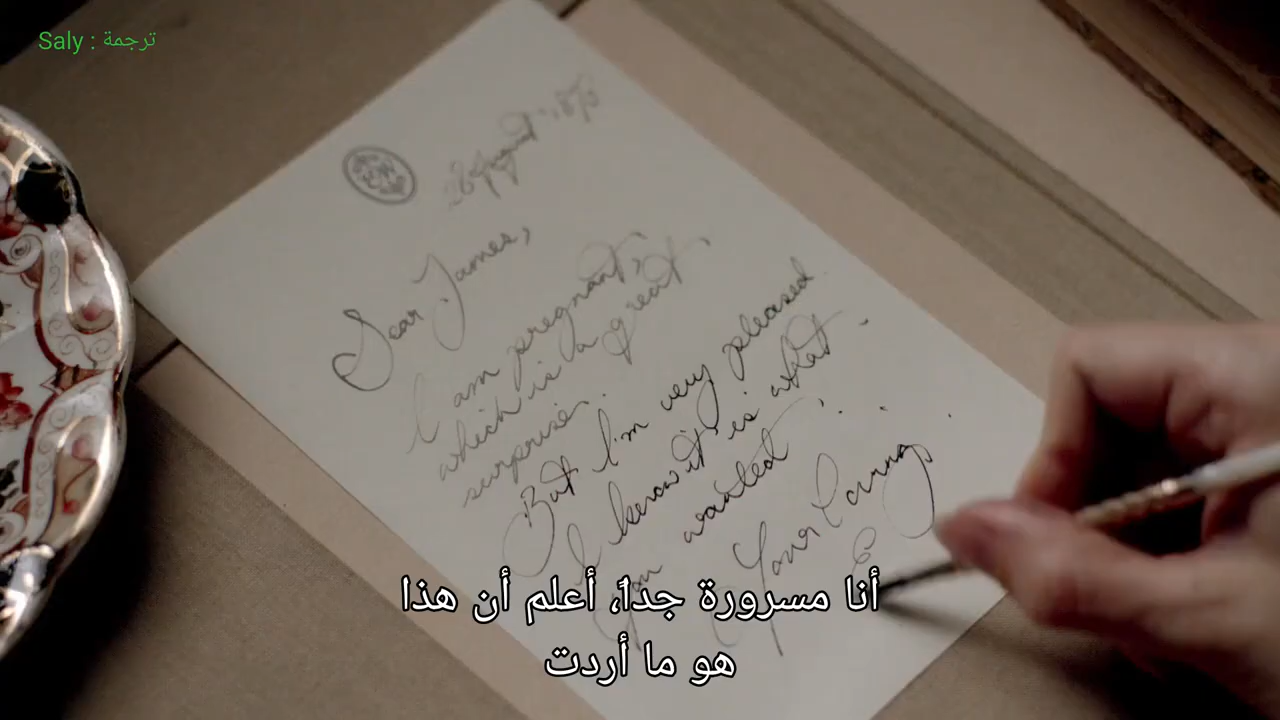 ترجمة : Saly
Dear James,
I am pregnant,
which is a great
surprise.
But I'm very pleased.
I know it is what
you wanted.
Your Loving
أنا مسرورة جداً، أعلم أن هذا
هو ما أردت